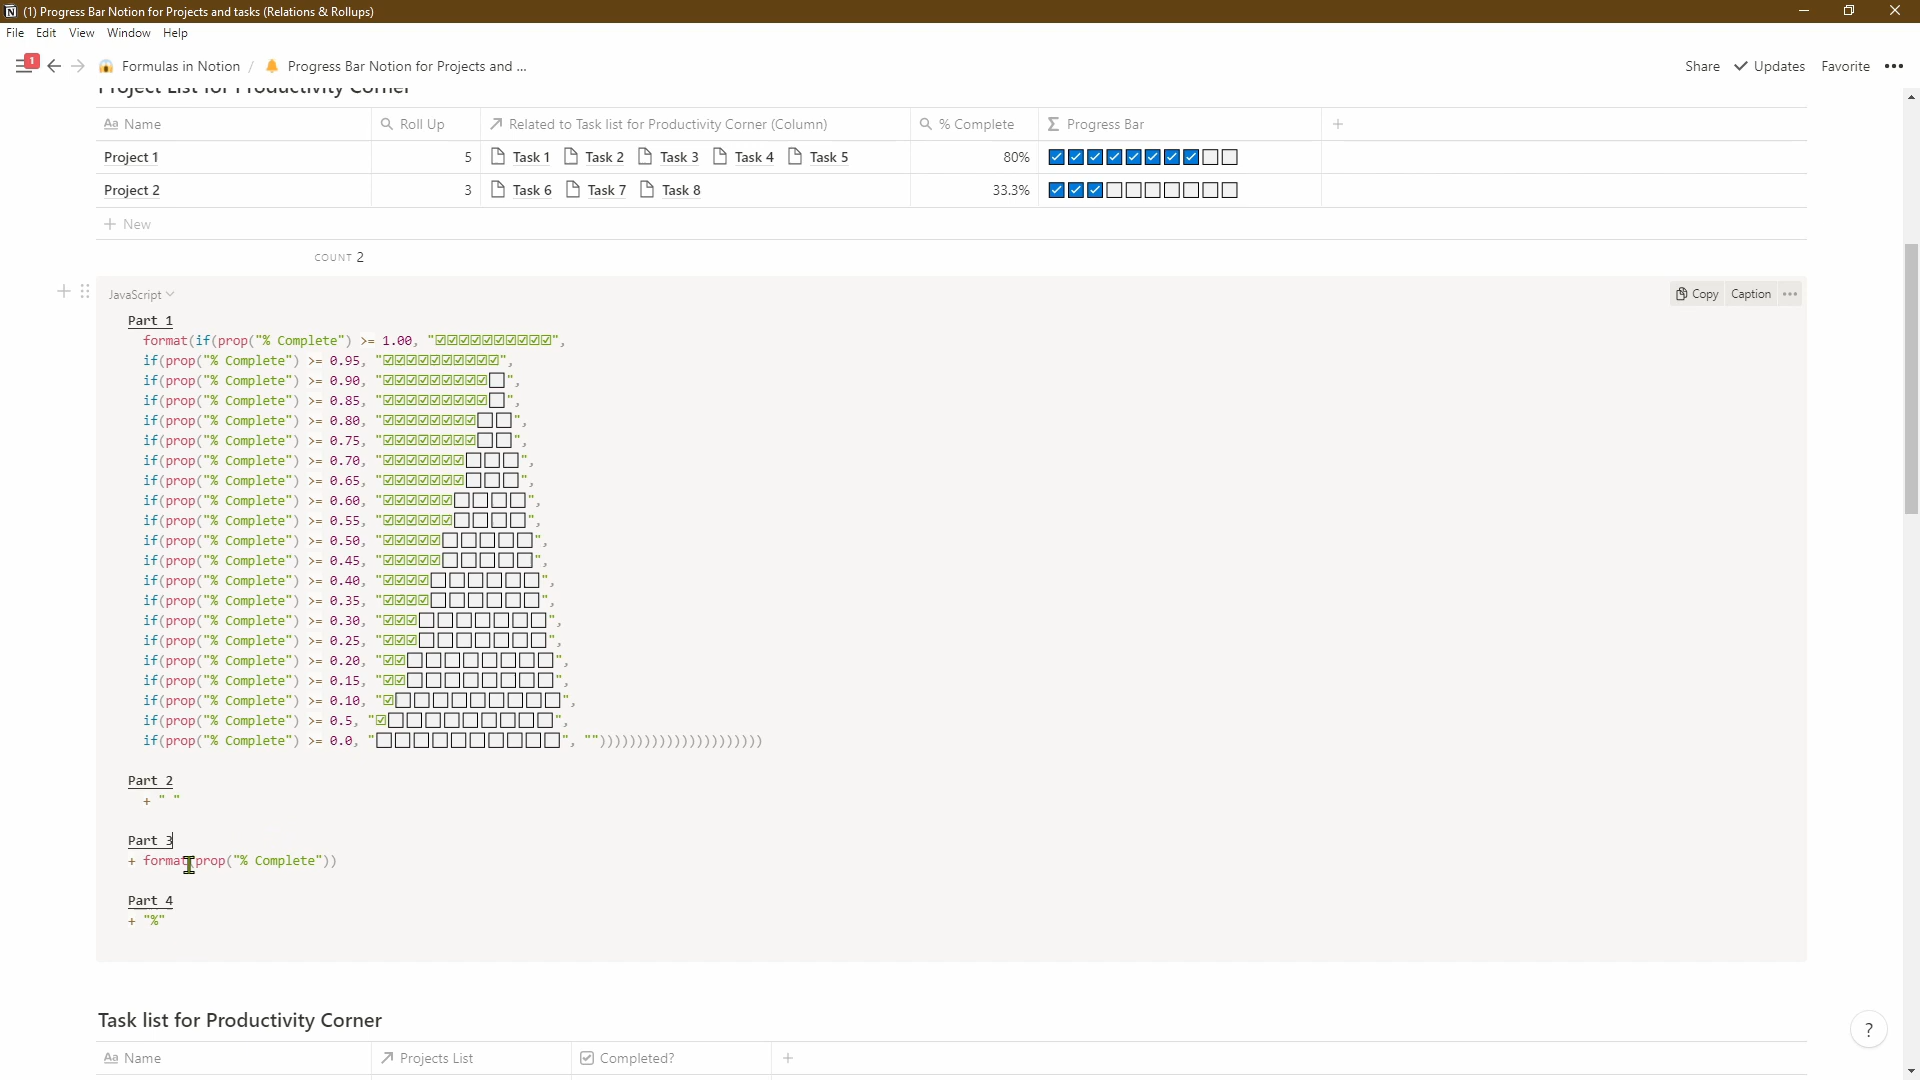 (1) Progress Bar Notion for Projects and tasks (Relations & Rollups)
File Edit View Window Help
1 Formulas in Notion / Progress Bar Notion for Projects and ... Share Updates Favorite
Project List for Productivity Corner
Name Roll Up Related to Task list for Productivity Corner (Column) % Complete Progress Bar
Project 1 5 Task 1 Task 2 Task 3 Task 4 Task 5 80% ☑☑☑☑☑☑☑☑⬜⬜
Project 2 3 Task 6 Task 7 Task 8 33.3% ☑☑☑⬜⬜⬜⬜⬜⬜⬜
+ New
COUNT 2
JavaScript Copy Caption
Part 1
format(if(prop("% Complete") >= 1.00, "☑☑☑☑☑☑☑☑☑☑",
if(prop("% Complete") >= 0.95, "☑☑☑☑☑☑☑☑☑☑",
if(prop("% Complete") >= 0.90, "☑☑☑☑☑☑☑☑☑⬜",
if(prop("% Complete") >= 0.85, "☑☑☑☑☑☑☑☑☑⬜",
if(prop("% Complete") >= 0.80, "☑☑☑☑☑☑☑☑⬜⬜",
if(prop("% Complete") >= 0.75, "☑☑☑☑☑☑☑☑⬜⬜",
if(prop("% Complete") >= 0.70, "☑☑☑☑☑☑☑⬜⬜⬜",
if(prop("% Complete") >= 0.65, "☑☑☑☑☑☑☑⬜⬜⬜",
if(prop("% Complete") >= 0.60, "☑☑☑☑☑☑⬜⬜⬜⬜",
if(prop("% Complete") >= 0.55, "☑☑☑☑☑☑⬜⬜⬜⬜",
if(prop("% Complete") >= 0.50, "☑☑☑☑☑⬜⬜⬜⬜⬜",
if(prop("% Complete") >= 0.45, "☑☑☑☑☑⬜⬜⬜⬜⬜",
if(prop("% Complete") >= 0.40, "☑☑☑☑⬜⬜⬜⬜⬜⬜",
if(prop("% Complete") >= 0.35, "☑☑☑☑⬜⬜⬜⬜⬜⬜",
if(prop("% Complete") >= 0.30, "☑☑☑⬜⬜⬜⬜⬜⬜⬜",
if(prop("% Complete") >= 0.25, "☑☑☑⬜⬜⬜⬜⬜⬜⬜",
if(prop("% Complete") >= 0.20, "☑☑⬜⬜⬜⬜⬜⬜⬜⬜",
if(prop("% Complete") >= 0.15, "☑☑⬜⬜⬜⬜⬜⬜⬜⬜",
if(prop("% Complete") >= 0.10, "☑⬜⬜⬜⬜⬜⬜⬜⬜⬜",
if(prop("% Complete") >= 0.5, "☑⬜⬜⬜⬜⬜⬜⬜⬜⬜",
if(prop("% Complete") >= 0.0, "⬜⬜⬜⬜⬜⬜⬜⬜⬜⬜", ""))))))))))))))))))))))
Part 2
+ " "
Part 3
+ format(prop("% Complete"))
Part 4
+ "%"
Task list for Productivity Corner
Name Projects List Completed?
?